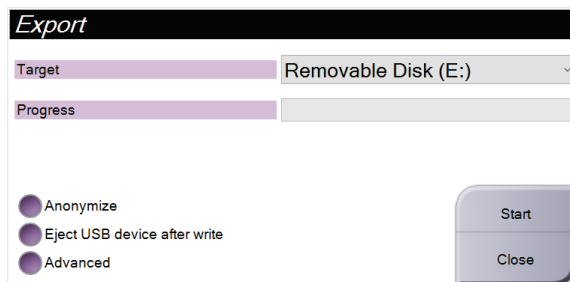 Export
Target
Removable Disk (E:)
Progress
Anonymize
Eject USB device after write
Advanced
Start
Close